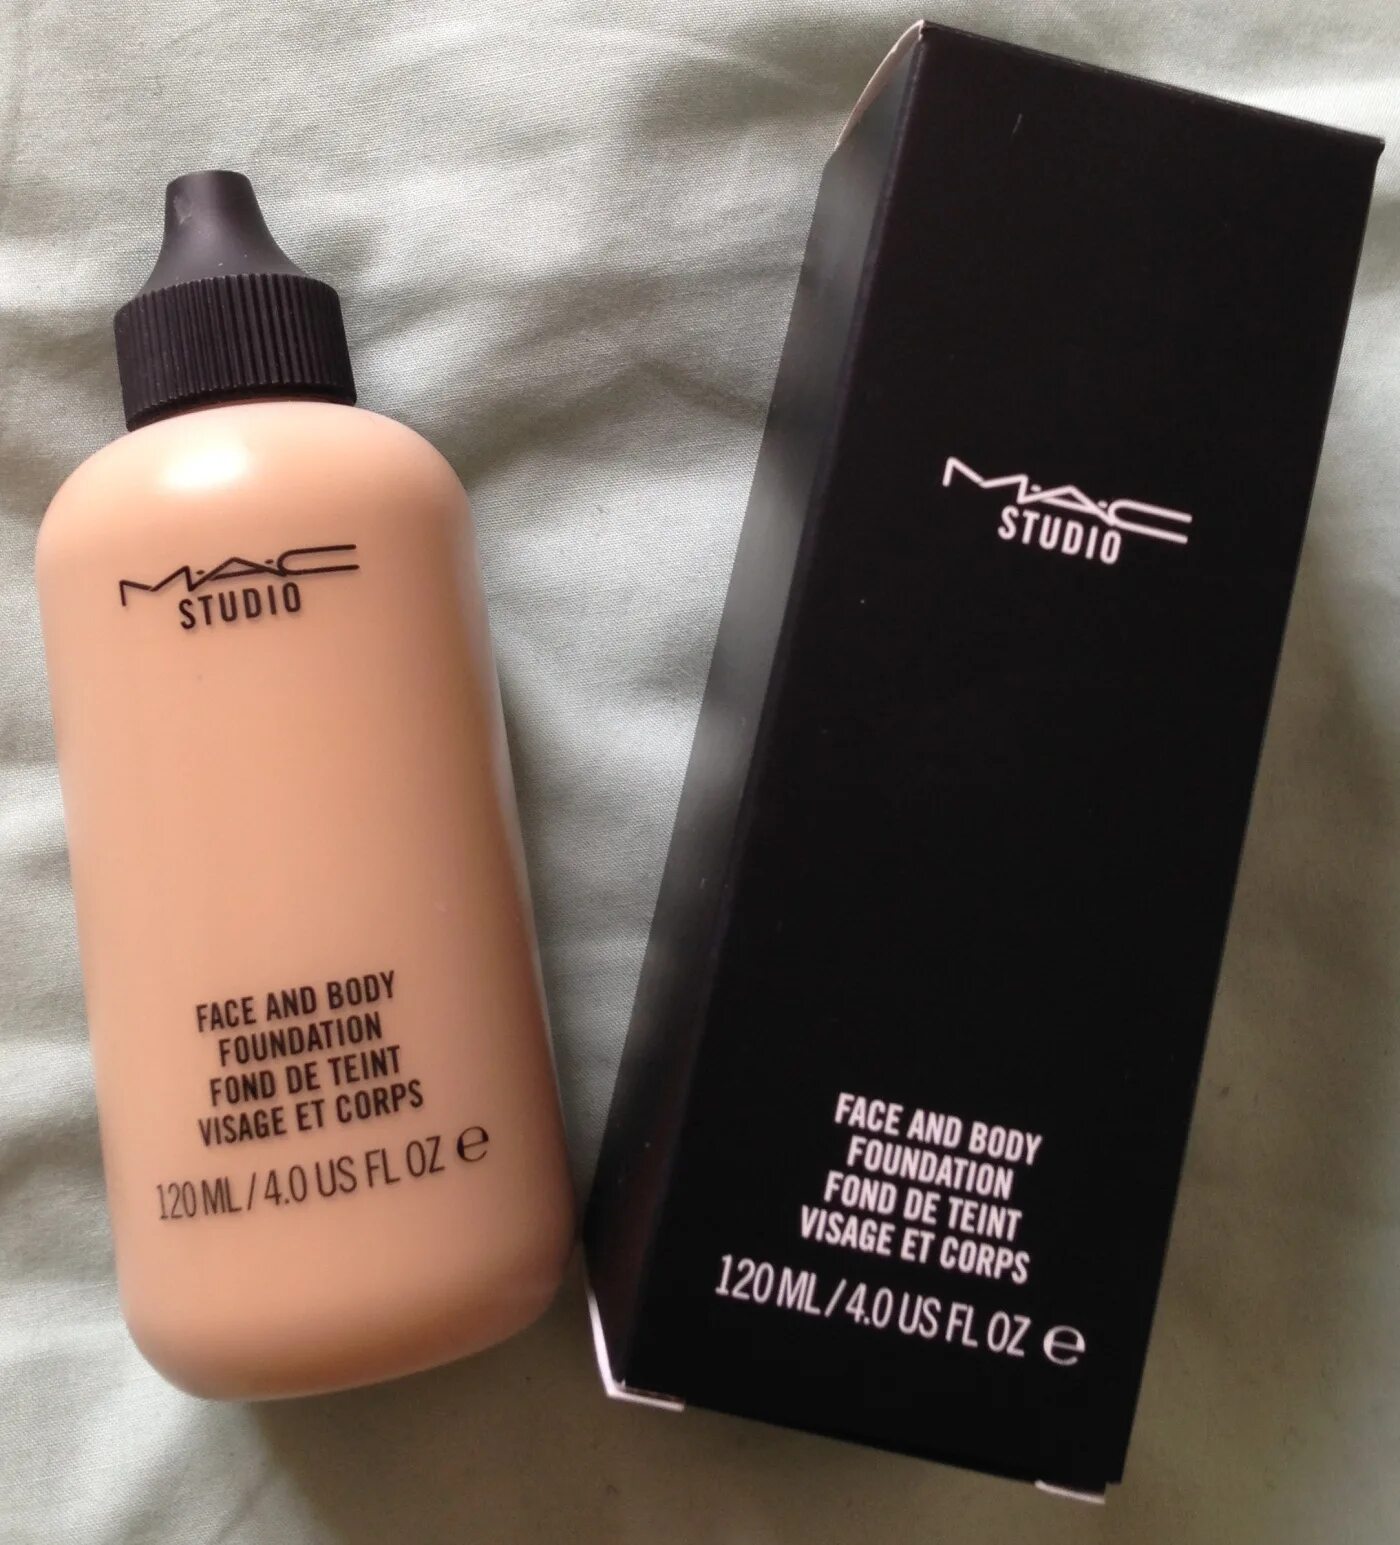 M·A·C
STUDIO
FACE AND BODY
FOUNDATION
FOND DE TEINT
VISAGE ET CORPS
120 ML / 4.0 US FL OZ ℮
M·A·C
STUDIO
FACE AND BODY
FOUNDATION
FOND DE TEINT
VISAGE ET CORPS
120 ML / 4.0 US FL OZ ℮